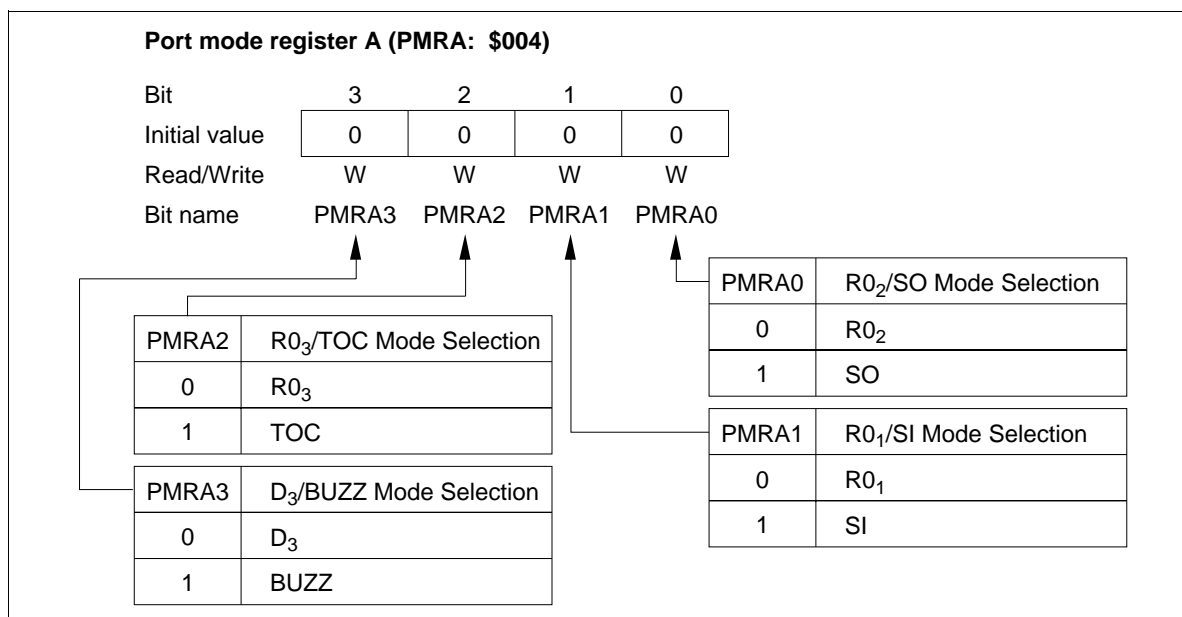 Port mode register A (PMRA: $004)
Bit 3 2 1 0
Initial value 0 0 0 0
Read/Write W W W W
Bit name PMRA3 PMRA2 PMRA1 PMRA0
PMRA0 R0₂/SO Mode Selection
0 R0₂
1 SO
PMRA2 R0₃/TOC Mode Selection
0 R0₃
1 TOC
PMRA1 R0₁/SI Mode Selection
0 R0₁
1 SI
PMRA3 D₃/BUZZ Mode Selection
0 D₃
1 BUZZ